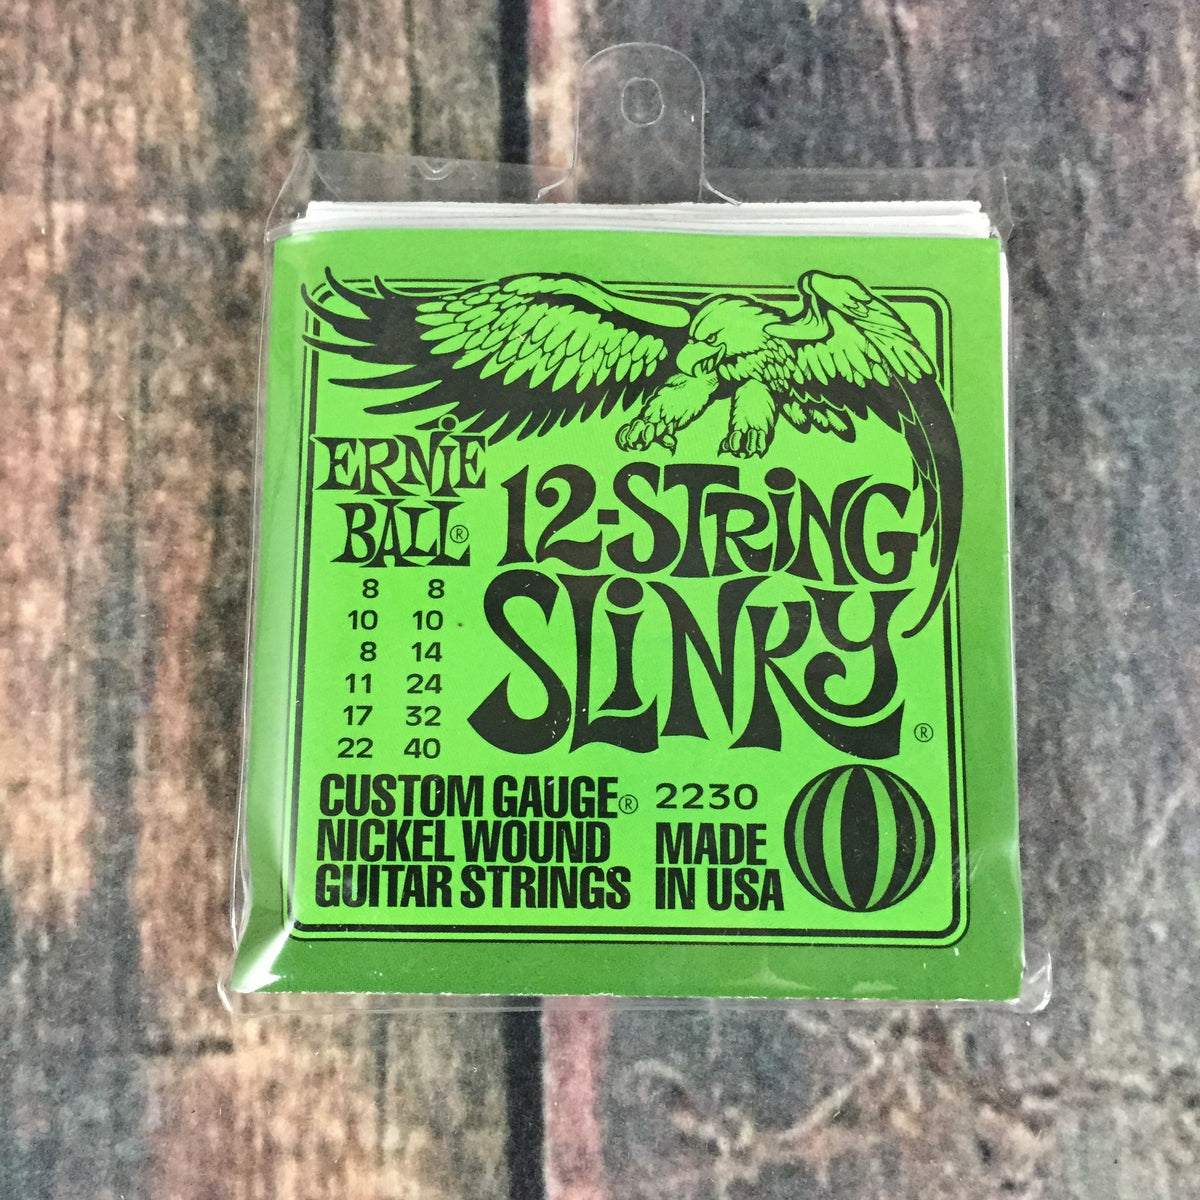 ERNIE
BALL®
12-STRING
SLINKY®
8 8
10 10
8 14
11 24
17 32
22 40
CUSTOM GAUGE®
NICKEL WOUND
GUITAR STRINGS
2230
MADE
IN USA